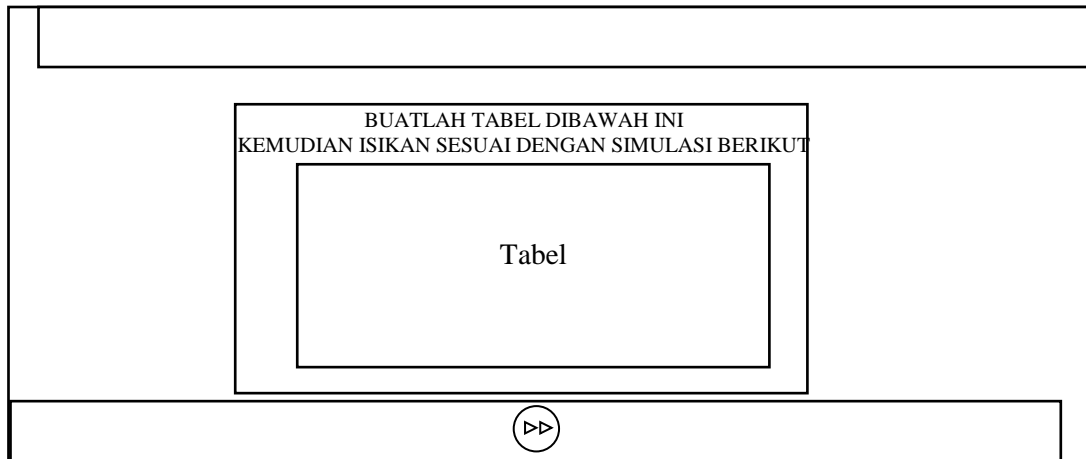 BUATLAH TABEL DIBAWAH INI
KEMUDIAN ISIKAN SESUAI DENGAN SIMULASI BERIKUT
Tabel